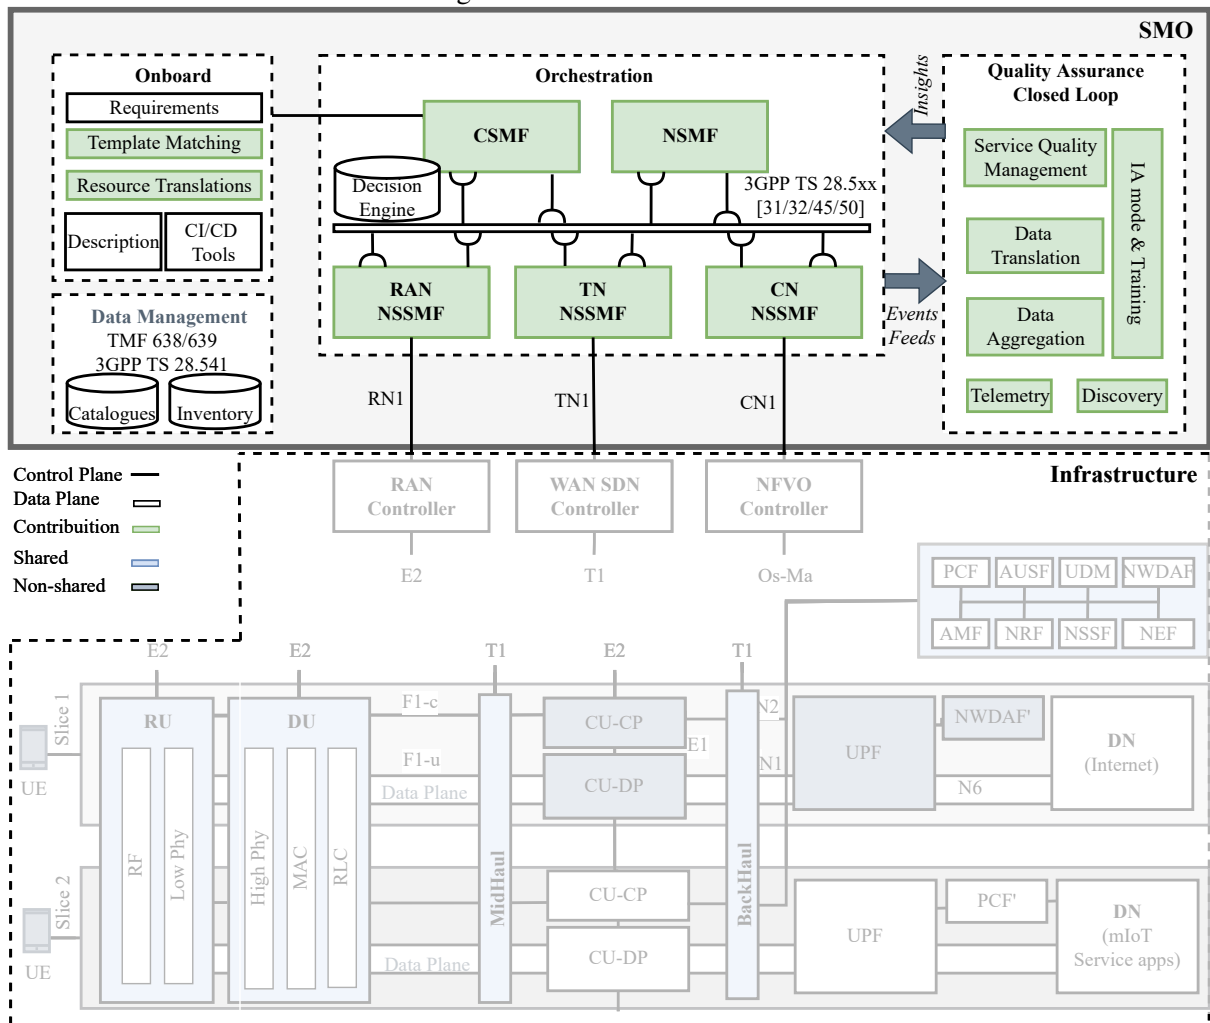 SMO
Onboard
Requirements
Template Matching
Resource Translations
Description
CI/CD
Tools
Data Management
TMF 638/639
3GPP TS 28.541
Catalogues
Inventory
Orchestration
CSMF
NSMF
Decision
Engine
3GPP TS 28.5xx
[31/32/45/50]
RAN
NSSMF
TN
NSSMF
CN
NSSMF
RN1
TN1
CN1
Insights
Events
Feeds
Quality Assurance
Closed Loop
Service Quality
Management
Data
Translation
Data
Aggregation
IA mode & Training
Telemetry
Discovery
Control Plane
Data Plane
Contribuition
Shared
Non-shared
Infrastructure
RAN
Controller
WAN SDN
Controller
NFVO
Controller
E2
T1
Os-Ma
PCF
AUSF
UDM
NWDAF
AMF
NRF
NSSF
NEF
E2
E2
T1
E2
T1
Slice 1
UE
RU
DU
F1-c
F1-u
Data Plane
CU-CP
E1
CU-DP
N2
N1
UPF
NWDAF'
N6
DN
(Internet)
RF
Low Phy
High Phy
MAC
RLC
MidHaul
BackHaul
Slice 2
UE
Data Plane
CU-CP
CU-DP
UPF
PCF'
DN
(mIoT
Service apps)